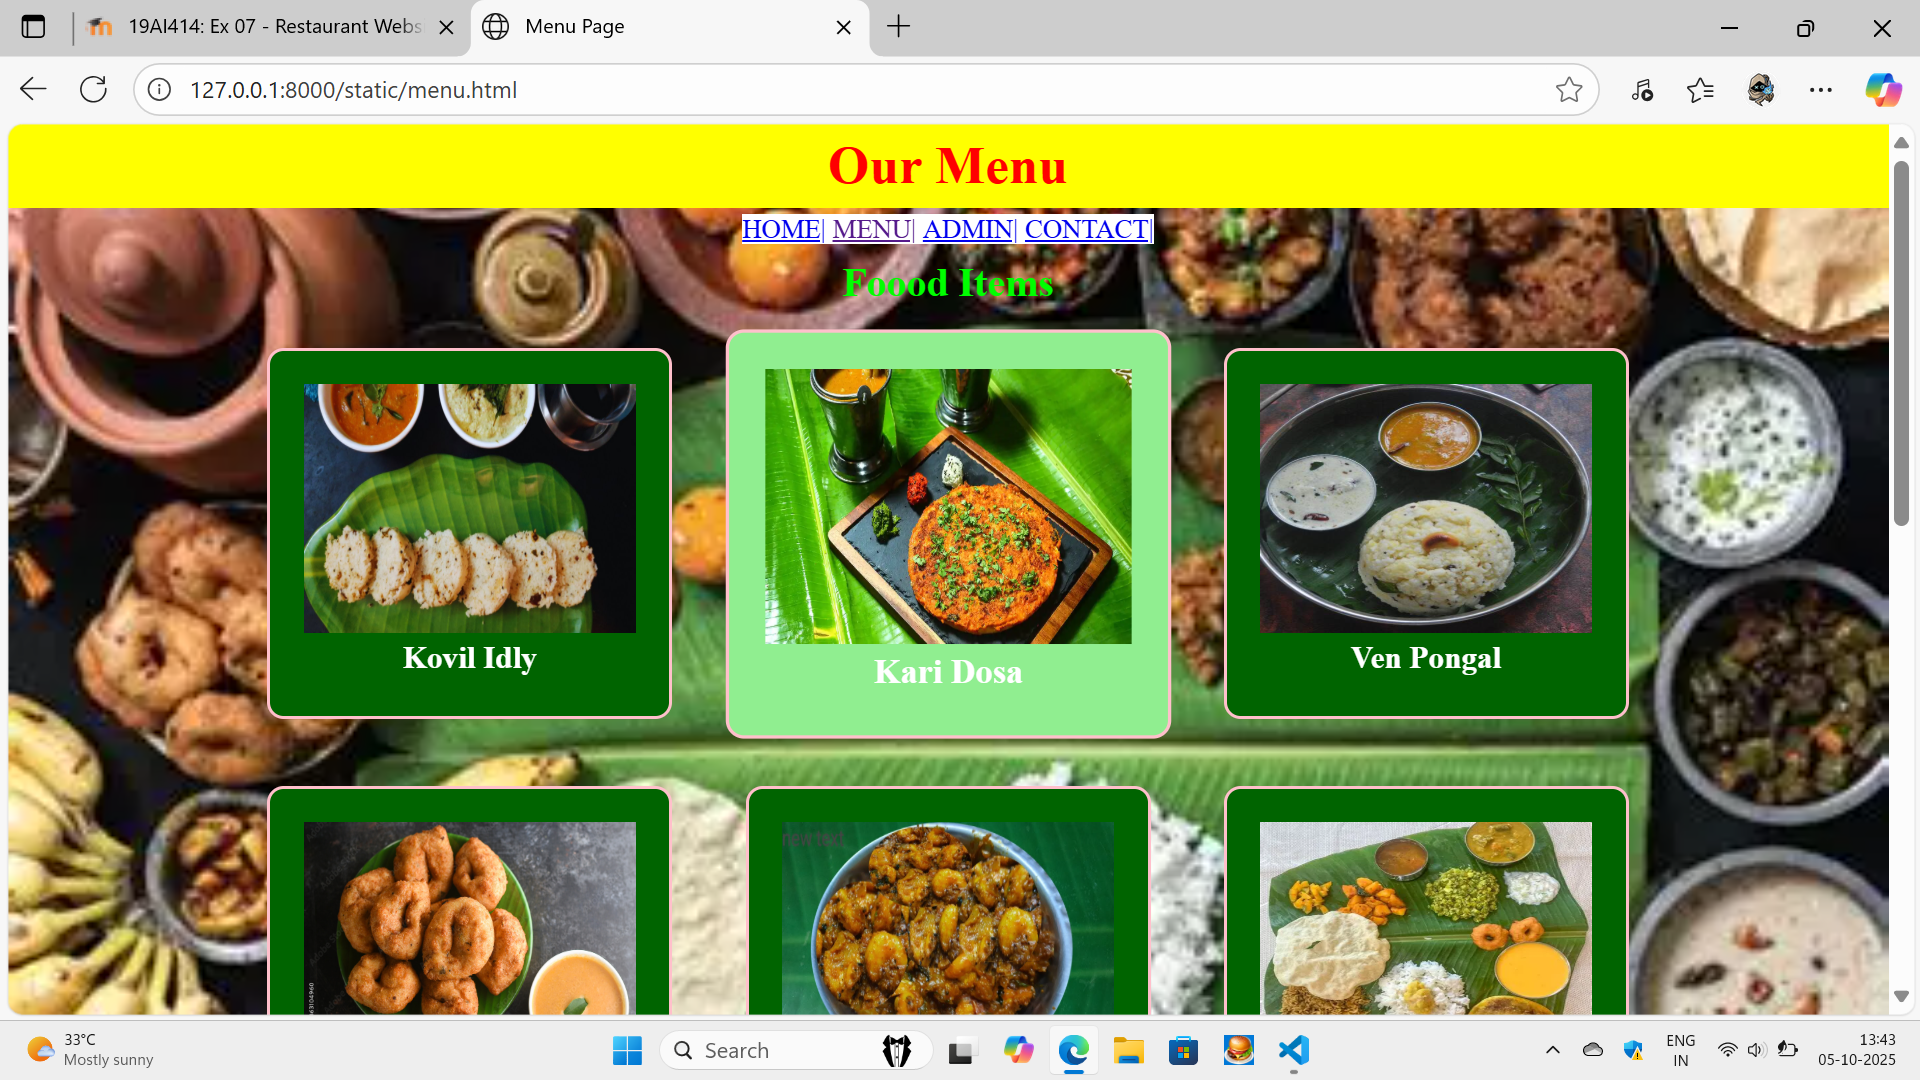 19AI414: Ex 07 - Restaurant Webs
Menu Page
127.0.0.1:8000/static/menu.html
Our Menu
HOME| MENU| ADMIN| CONTACT|
Foood Items
Kovil Idly
Kari Dosa
Ven Pongal
new text
33°C
Mostly sunny
Search
ENG
IN
13:43
05-10-2025